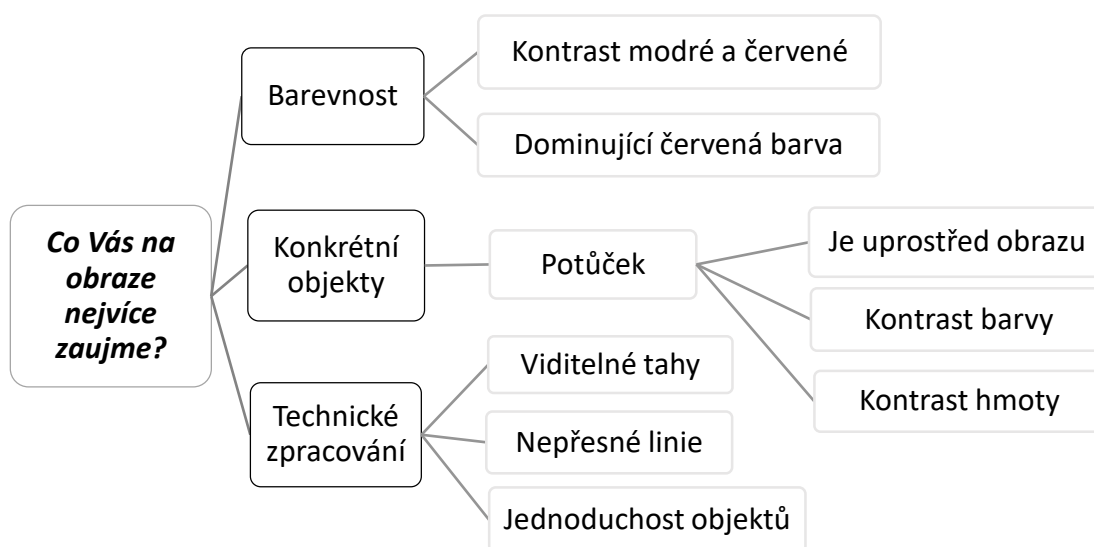 Co Vás na
obraze
nejvíce
zaujme?
Barevnost
Kontrast modré a červené
Dominující červená barva
Konkrétní
objekty
Potůček
Je uprostřed obrazu
Kontrast barvy
Kontrast hmoty
Technické
zpracování
Viditelné tahy
Nepřesné linie
Jednoduchost objektů